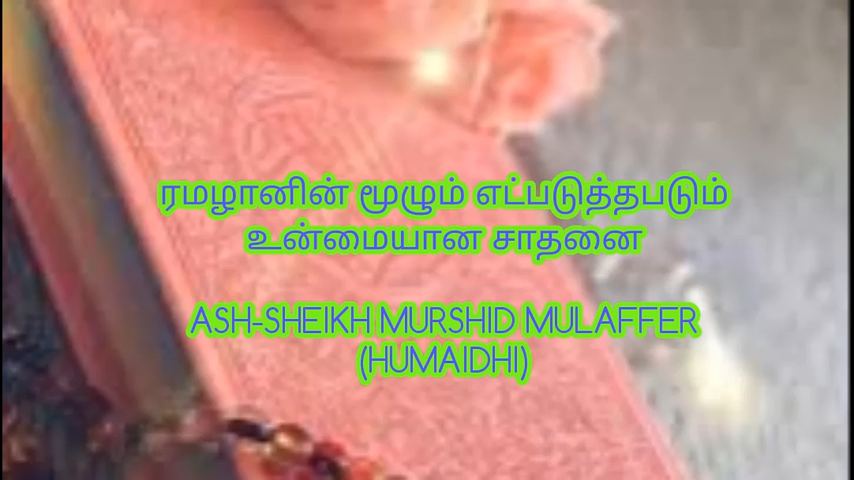 ரமழானின் மூழும் எட்படுத்தபடும்
உன்மையான சாதனை
ASH-SHEIKH MURSHID MULAFFER
(HUMAIDHI)